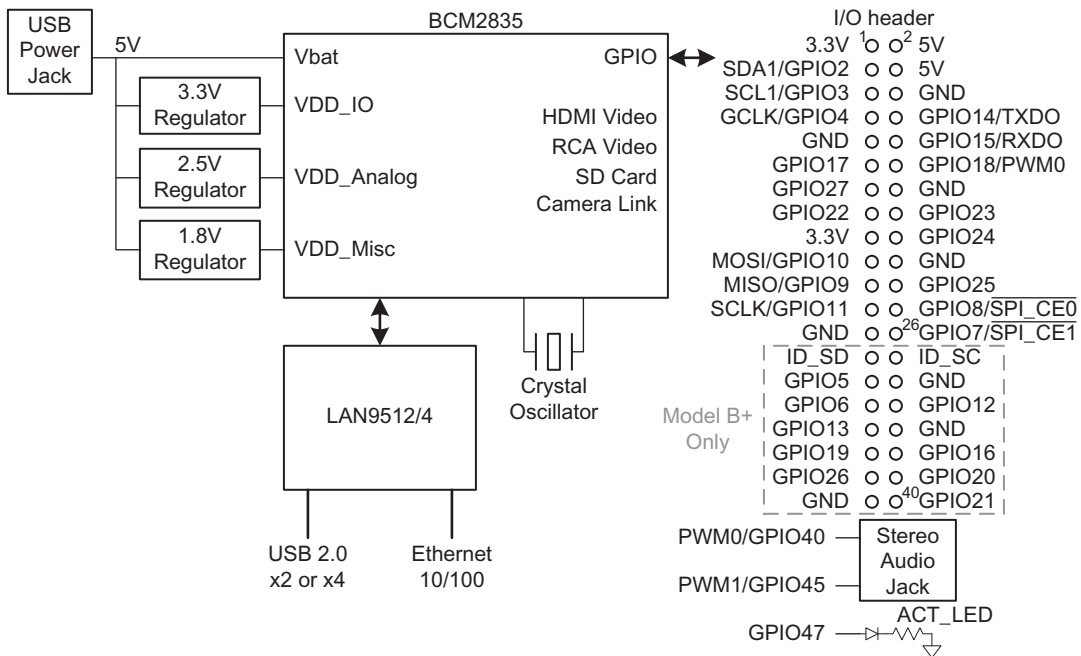 BCM2835
USB
Power
Jack
5V
Vbat
GPIO
3.3V
Regulator
VDD_IO
HDMI Video
RCA Video
2.5V
Regulator
VDD_Analog
SD Card
Camera Link
1.8V
Regulator
VDD_Misc
LAN9512/4
Crystal
Oscillator
USB 2.0
x2 or x4
Ethernet
10/100
I/O header
3.3V 1 2 5V
SDA1/GPIO2 5V
SCL1/GPIO3 GND
GCLK/GPIO4 GPIO14/TXDO
GND GPIO15/RXDO
GPIO17 GPIO18/PWM0
GPIO27 GND
GPIO22 GPIO23
3.3V GPIO24
MOSI/GPIO10 GND
MISO/GPIO9 GPIO25
SCLK/GPIO11 GPIO8/SPI_CE0
GND 26 GPIO7/SPI_CE1
ID_SD ID_SC
GPIO5 GND
GPIO6 GPIO12
GPIO13 GND
GPIO19 GPIO16
GPIO26 GPIO20
GND 40 GPIO21
Model B+
Only
PWM0/GPIO40
PWM1/GPIO45
Stereo
Audio
Jack
ACT_LED
GPIO47